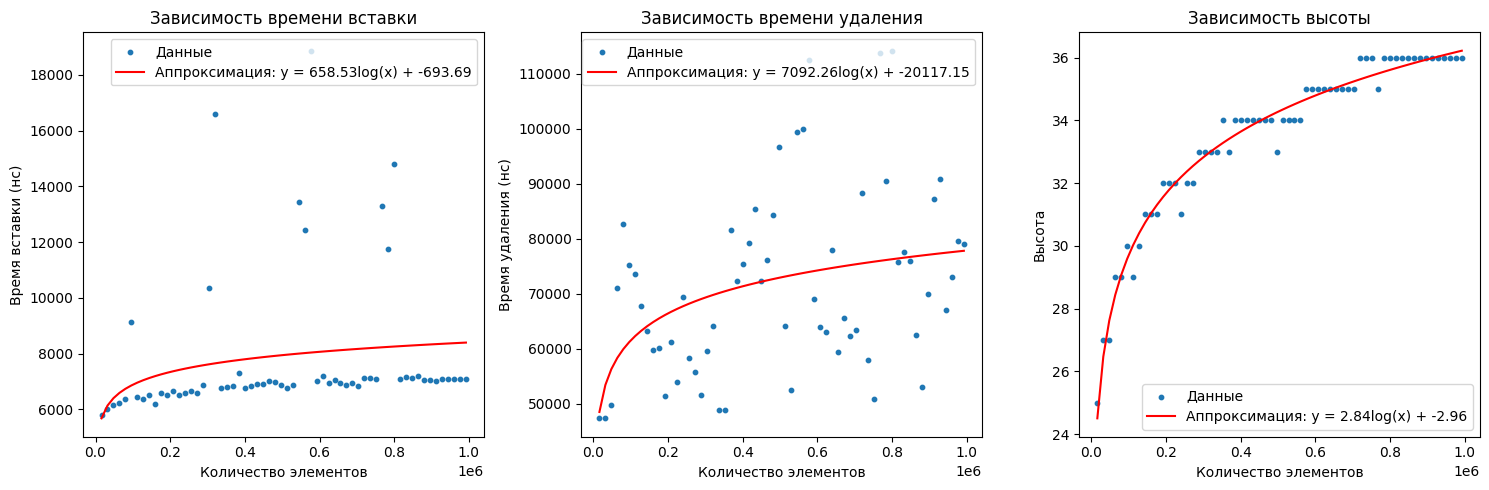 Зависимость времени вставки
Данные
Аппроксимация: y = 658.53log(x) + -693.69
18000
16000
14000
12000
10000
8000
6000
Время вставки (нс)
0.0 0.2 0.4 0.6 0.8 1.0
1e6
Количество элементов
Зависимость времени удаления
Данные
Аппроксимация: y = 7092.26log(x) + -20117.15
110000
100000
90000
80000
70000
60000
50000
Время удаления (нс)
0.0 0.2 0.4 0.6 0.8 1.0
1e6
Количество элементов
Зависимость высоты
36
34
32
30
28
26
24
Высота
Данные
Аппроксимация: y = 2.84log(x) + -2.96
0.0 0.2 0.4 0.6 0.8 1.0
1e6
Количество элементов